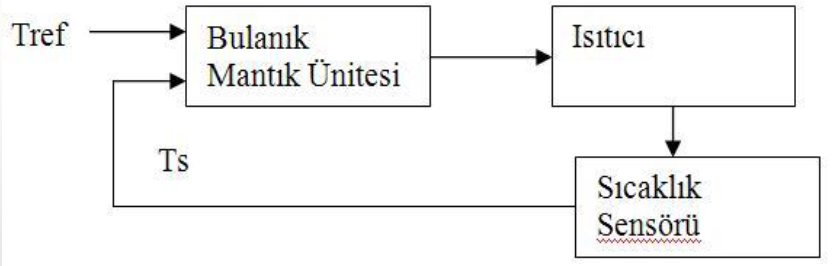 Tref
Bulanık
Mantık Ünitesi
Isıtıcı
Ts
Sıcaklık
Sensörü